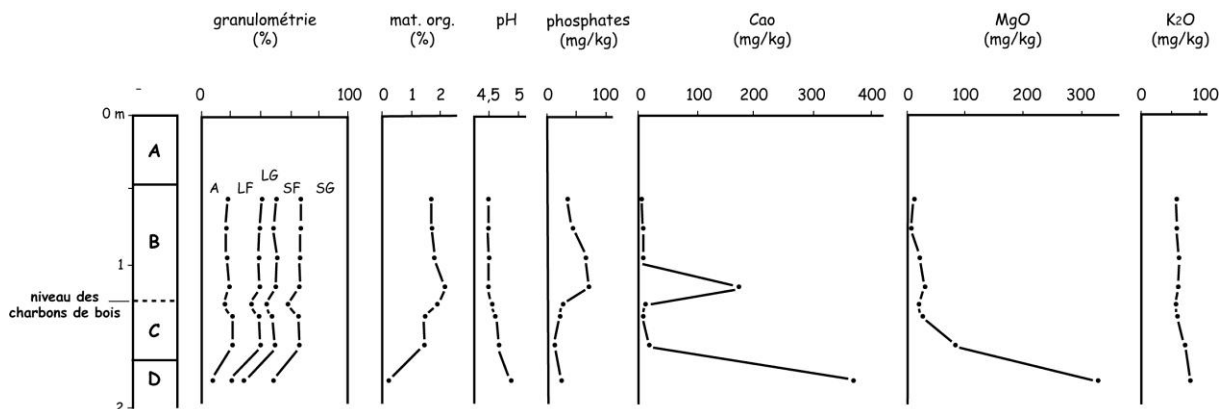 granulométrie
(%)
mat. org.
(%)
pH
phosphates
(mg/kg)
Cao
(mg/kg)
MgO
(mg/kg)
K2O
(mg/kg)
0 100
0 1 2
4,5 5
0 100
0 100 200 300 400
0 100 200 300
0 100
0 m
A
B
1
niveau des
charbons de bois
C
D
2
A LF LG SF SG